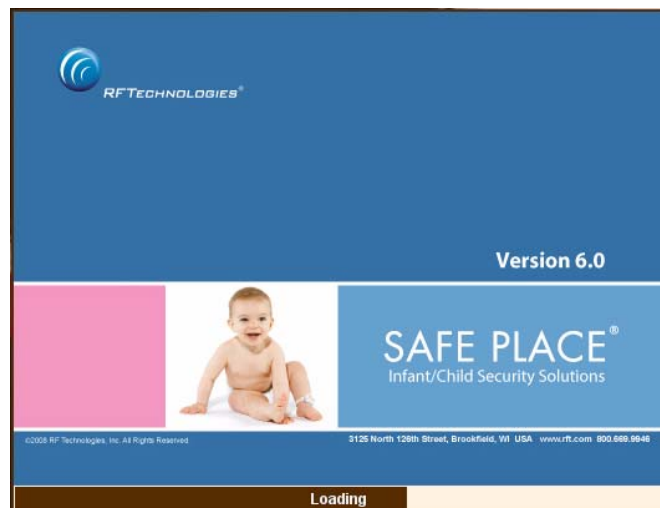 RFTECHNOLOGIES®
Version 6.0
SAFE PLACE®
Infant/Child Security Solutions
©2008 RF Technologies, Inc. All Rights Reserved.
3125 North 126th Street, Brookfield, WI USA www.rft.com 800.669.9946
Loading